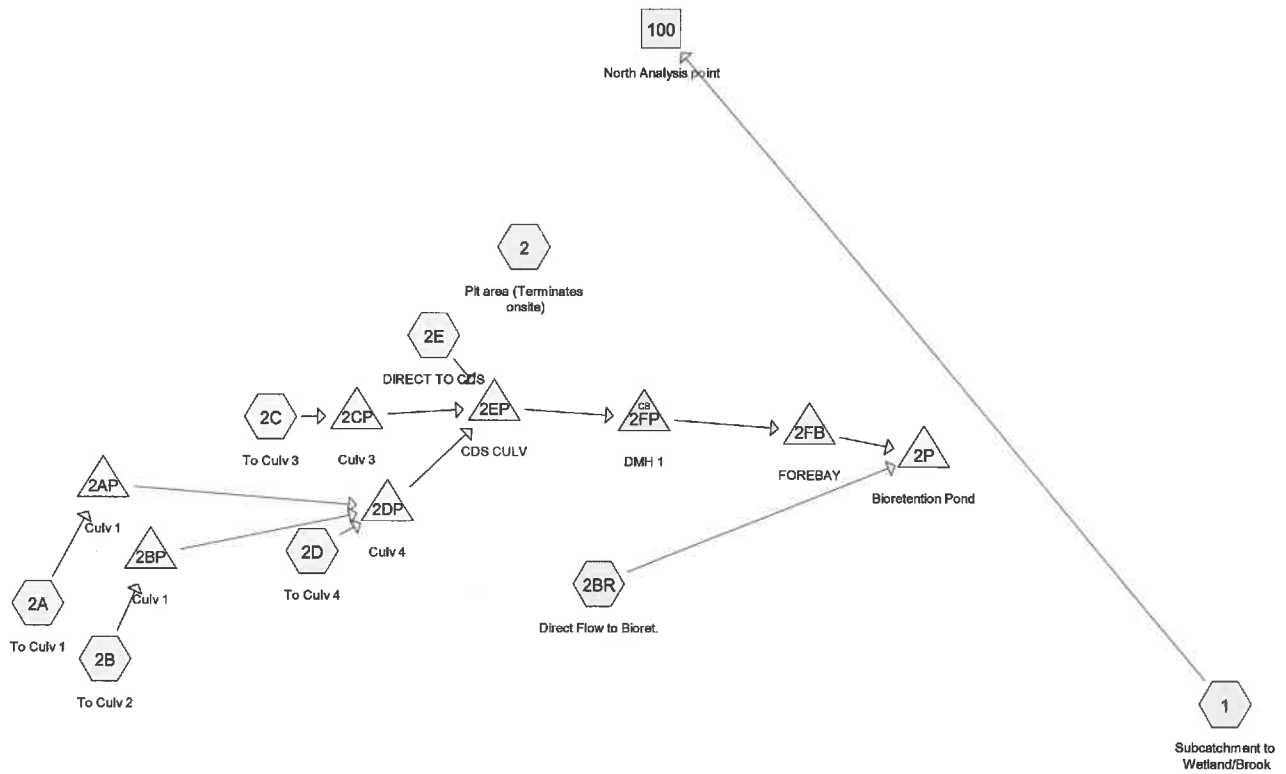 100
North Analysis point
2
Pit area (Terminates
onsite)
2E
DIRECT TO CDS
2C
To Culv 3
2CP
Culv 3
2EP
CDS CULV
CB
2FP
DMH 1
2FB
FOREBAY
2P
Bioretention Pond
2AP
Culv 1
2DP
Culv 4
2BP
Culv 1
2D
To Culv 4
2BR
Direct Flow to Bioret.
2A
To Culv 1
2B
To Culv 2
1
Subcatchment to
Wetland/Brook